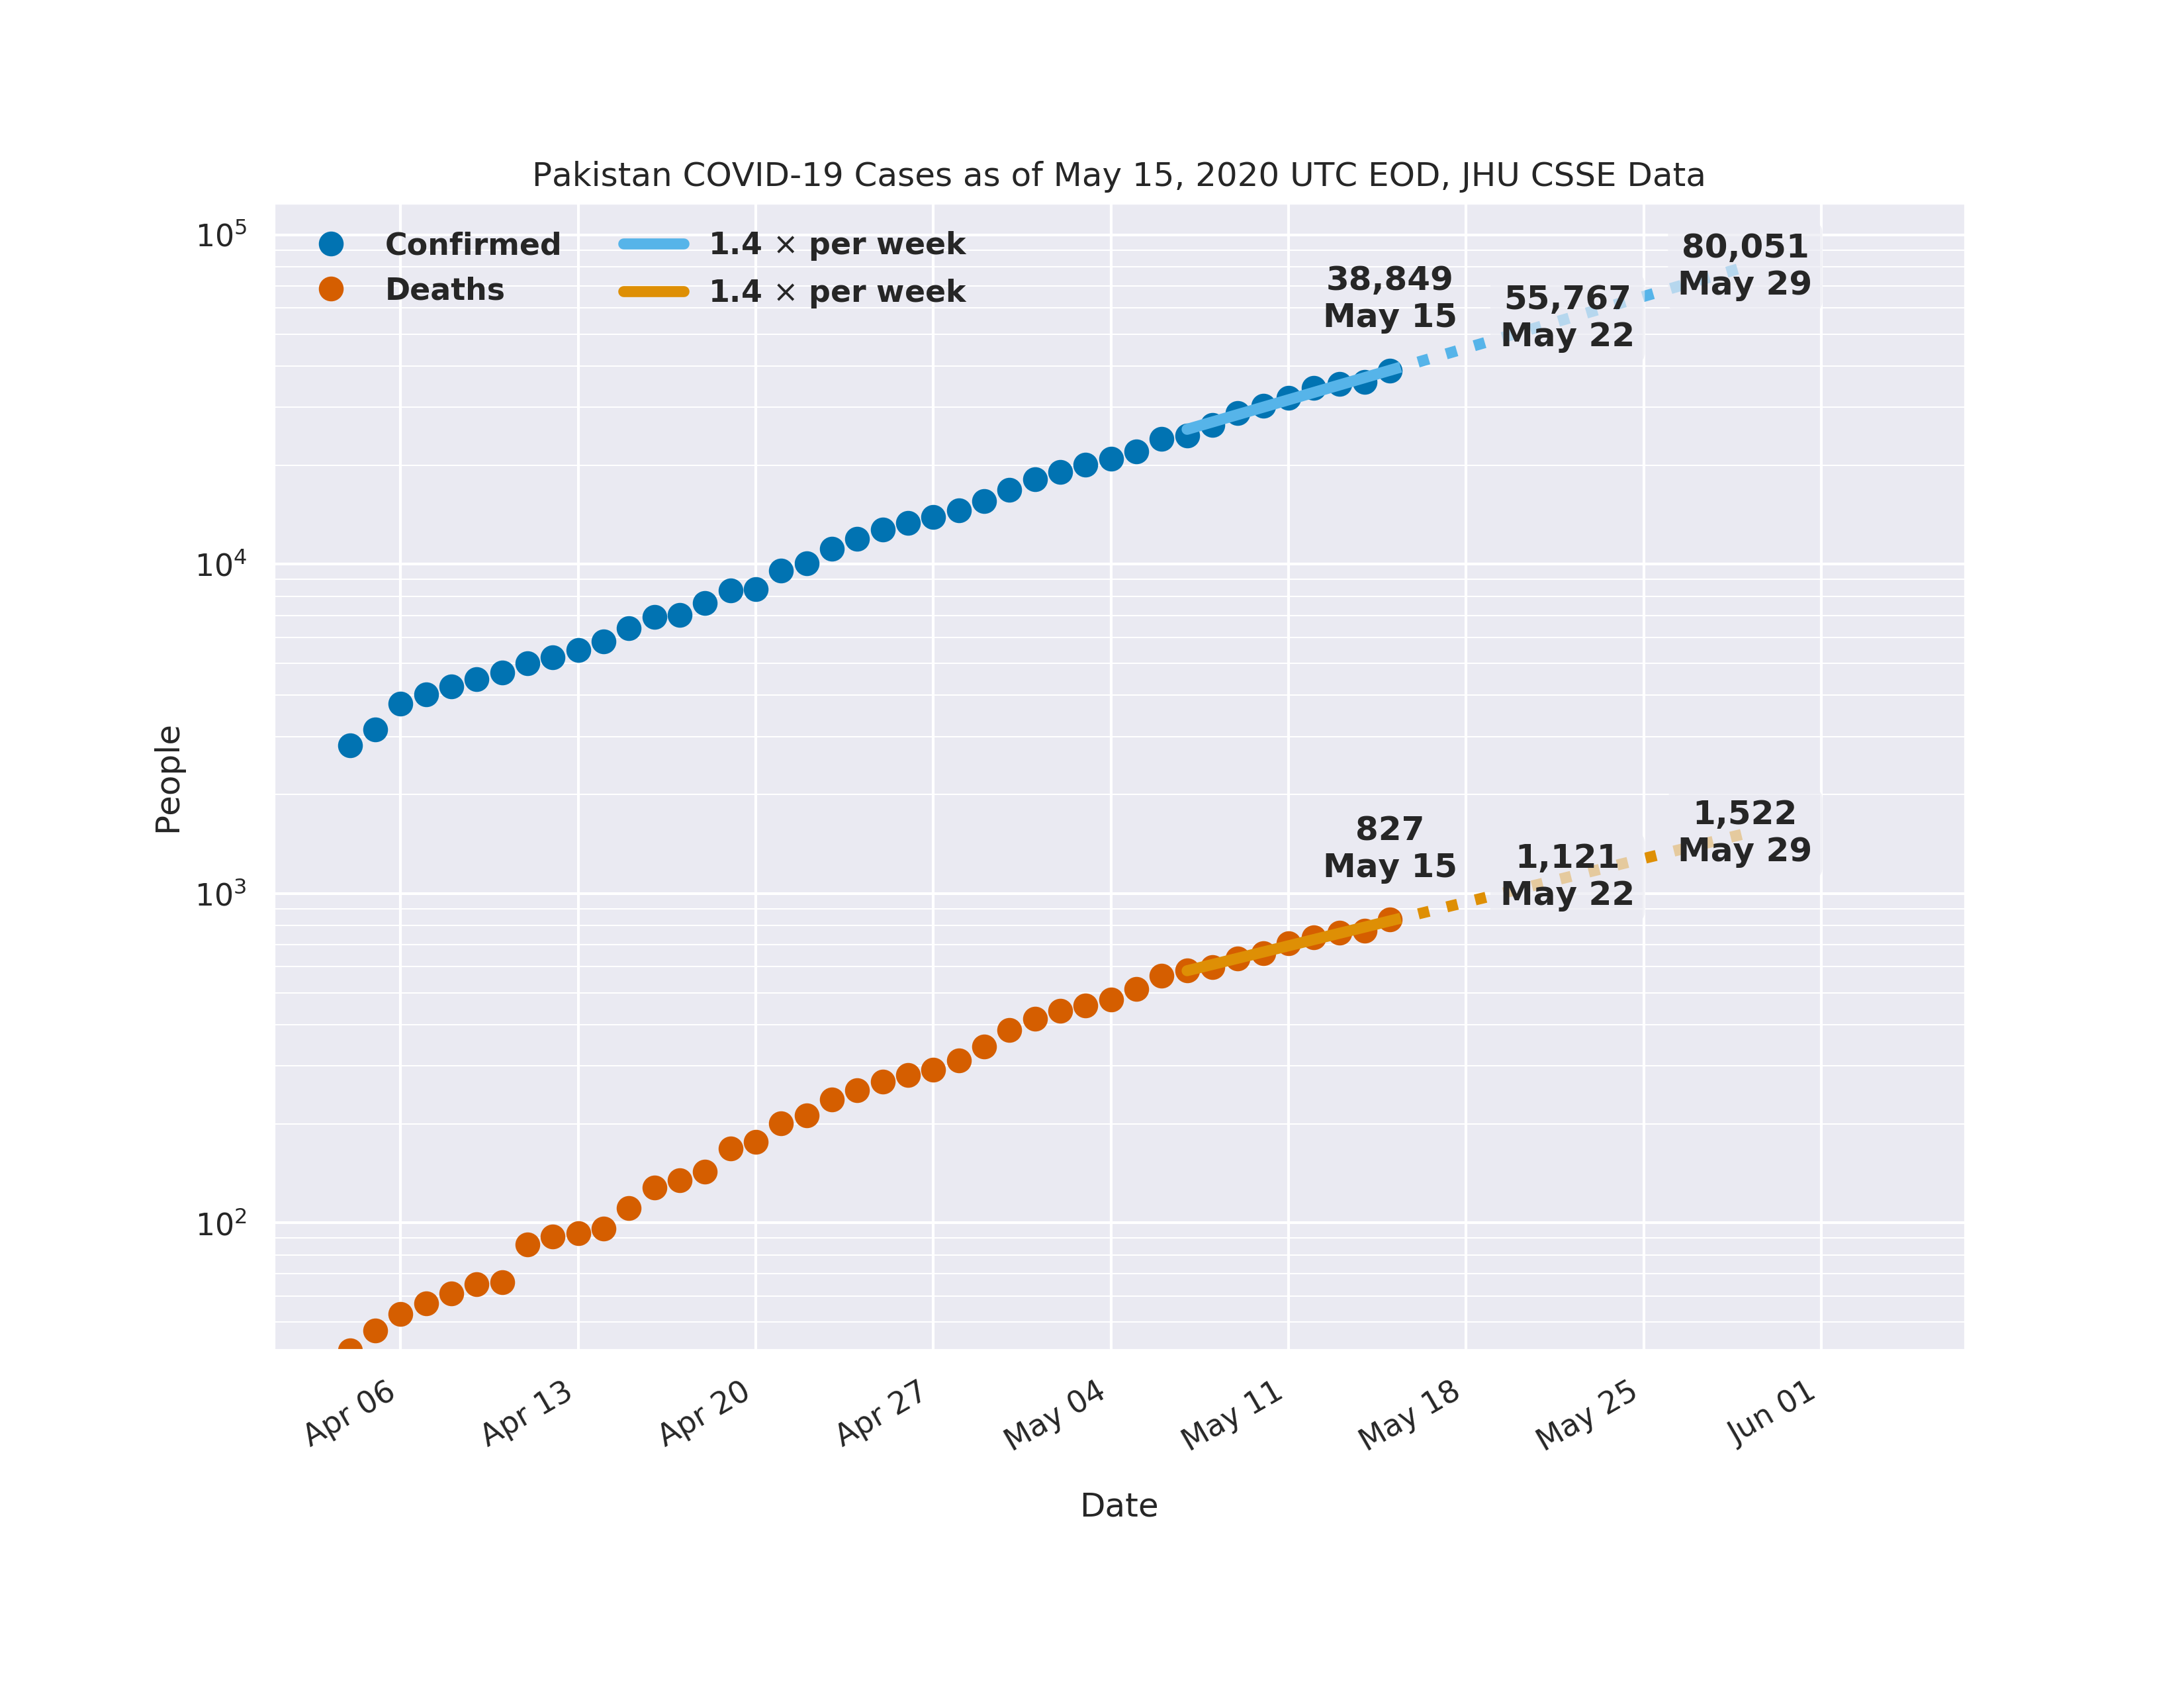 Pakistan COVID-19 Cases as of May 15, 2020 UTC EOD, JHU CSSE Data
Confirmed
Deaths
1.4 × per week
1.4 × per week
38,849
May 15
55,767
May 22
80,051
May 29
827
May 15
1,121
May 22
1,522
May 29
10⁵
10⁴
10³
10²
People
Apr 06
Apr 13
Apr 20
Apr 27
May 04
May 11
May 18
May 25
Jun 01
Date